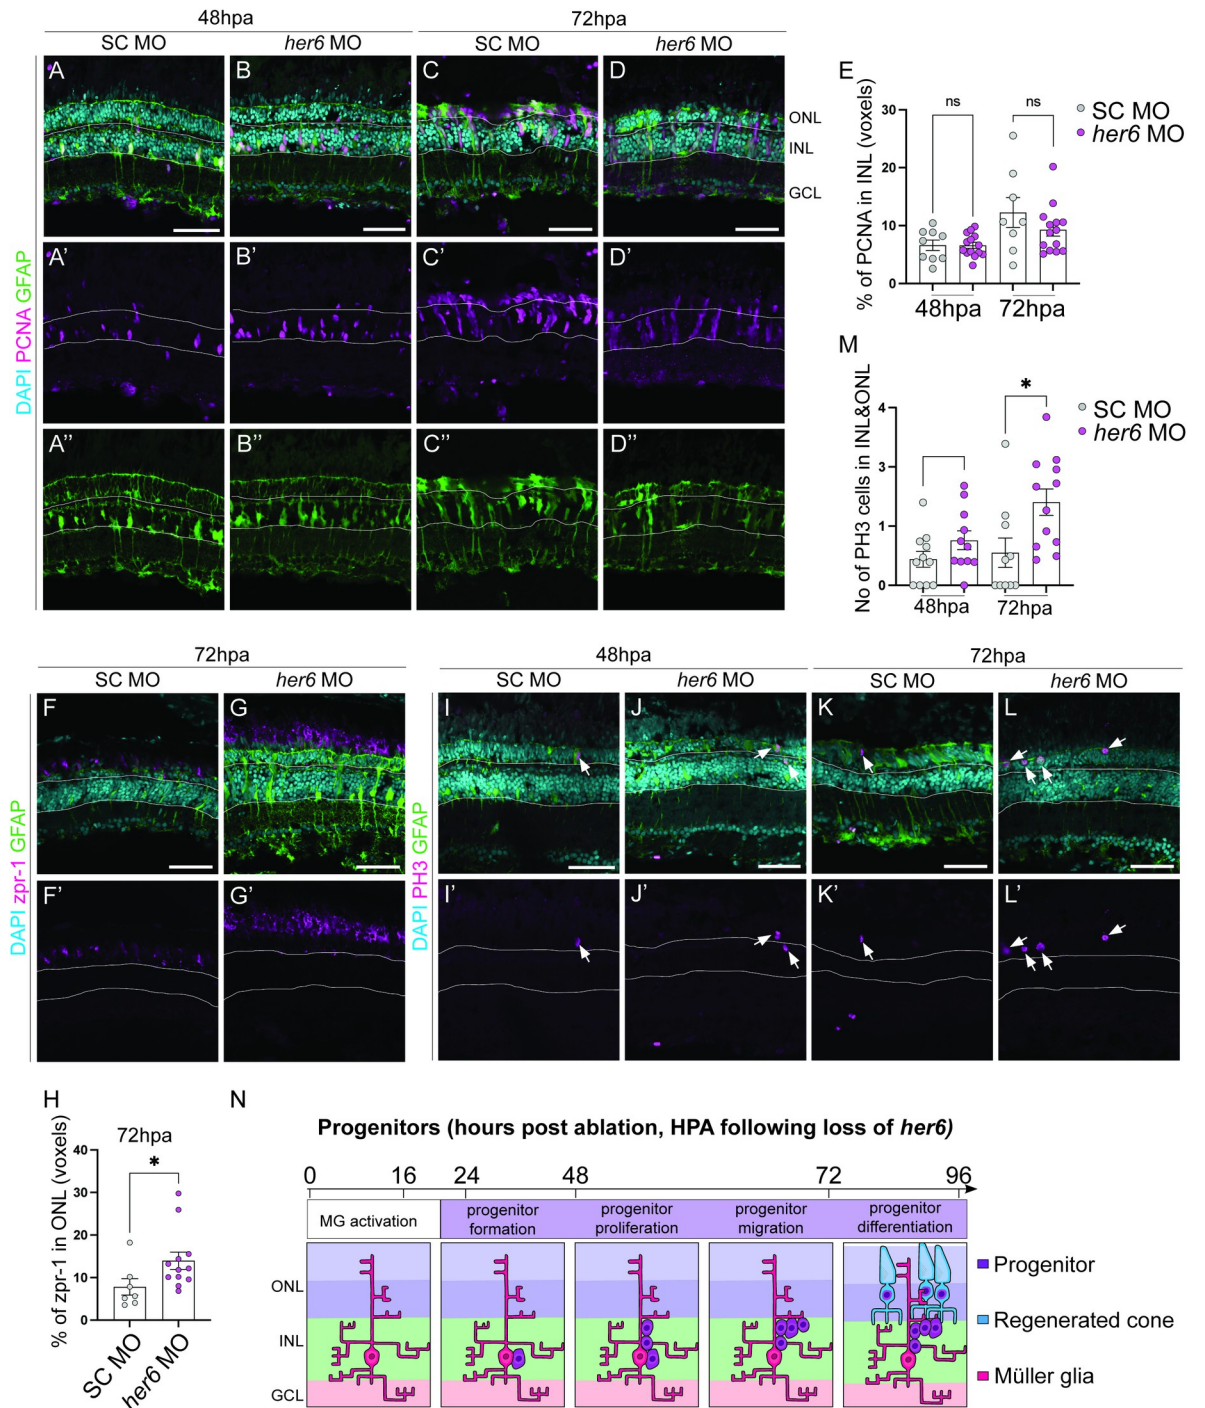 48hpa
72hpa
SC MO
her6 MO
SC MO
her6 MO
A
B
C
D
ONL
INL
GCL
A’
B’
C’
D’
A’’
B’’
C’’
D’’
DAPI PCNA GFAP
E
% of PCNA in INL (voxels)
30
20
10
0
ns
ns
48hpa
72hpa
SC MO
her6 MO
M
No of PH3 cells in INL&ONL
4
3
1
0
*
48hpa
72hpa
SC MO
her6 MO
72hpa
SC MO
her6 MO
F
G
F’
G’
DAPI zpr-1 GFAP
48hpa
72hpa
SC MO
her6 MO
SC MO
her6 MO
I
J
K
L
I’
J’
K’
L’
DAPI PH3 GFAP
H
72hpa
% of zpr-1 in ONL (voxels)
40
30
20
10
0
*
SC MO
her6 MO
N
Progenitors (hours post ablation, HPA following loss of her6)
0
16
24
48
72
96
MG activation
progenitor
formation
progenitor
proliferation
progenitor
migration
progenitor
differentiation
ONL
INL
GCL
Progenitor
Regenerated cone
Müller glia